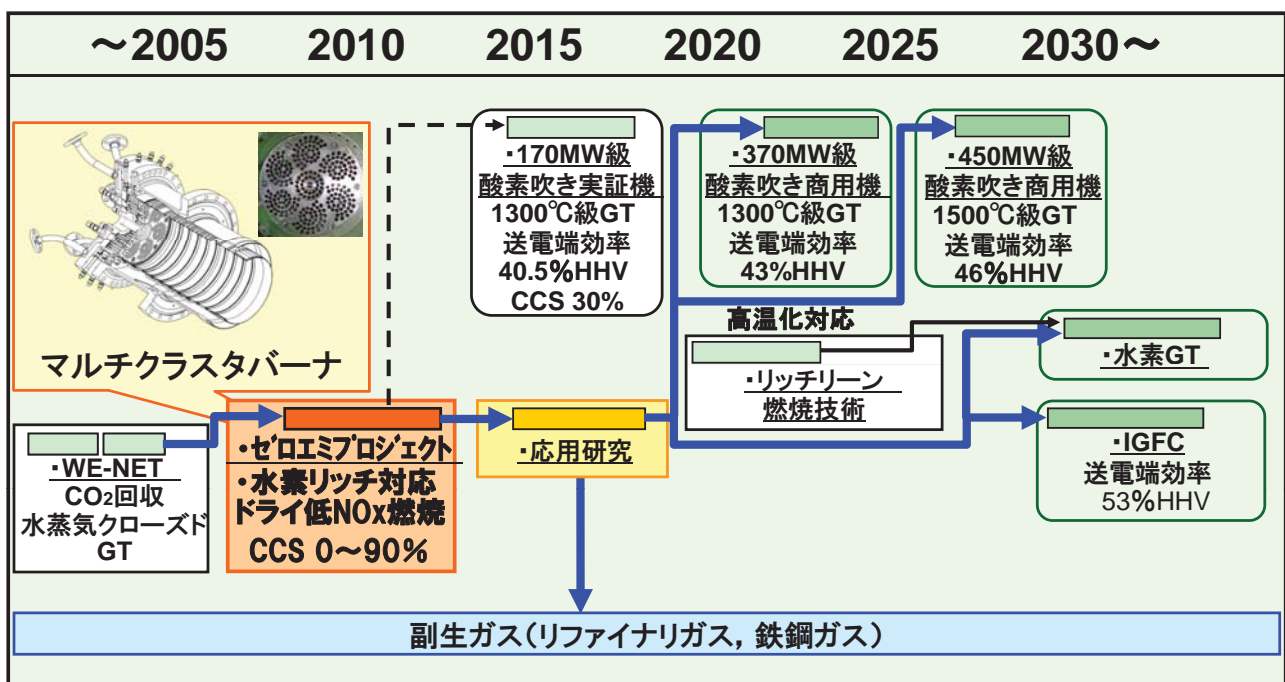 ～2005 2010 2015 2020 2025 2030～
・170MW級
酸素吹き実証機
1300℃級GT
送電端効率
40.5%HHV
CCS 30%
・370MW級
酸素吹き商用機
1300℃級GT
送電端効率
43%HHV
・450MW級
酸素吹き商用機
1500℃級GT
送電端効率
46%HHV
マルチクラスタバーナ
高温化対応
・リッチリーン
燃焼技術
・水素GT
・WE-NET
CO2回収
水蒸気クローズド
GT
・ゼロエミプロジェクト
・水素リッチ対応
ドライ低NOx燃焼
CCS 0～90%
・応用研究
・IGFC
送電端効率
53%HHV
副生ガス(リファイナリガス，鉄鋼ガス)